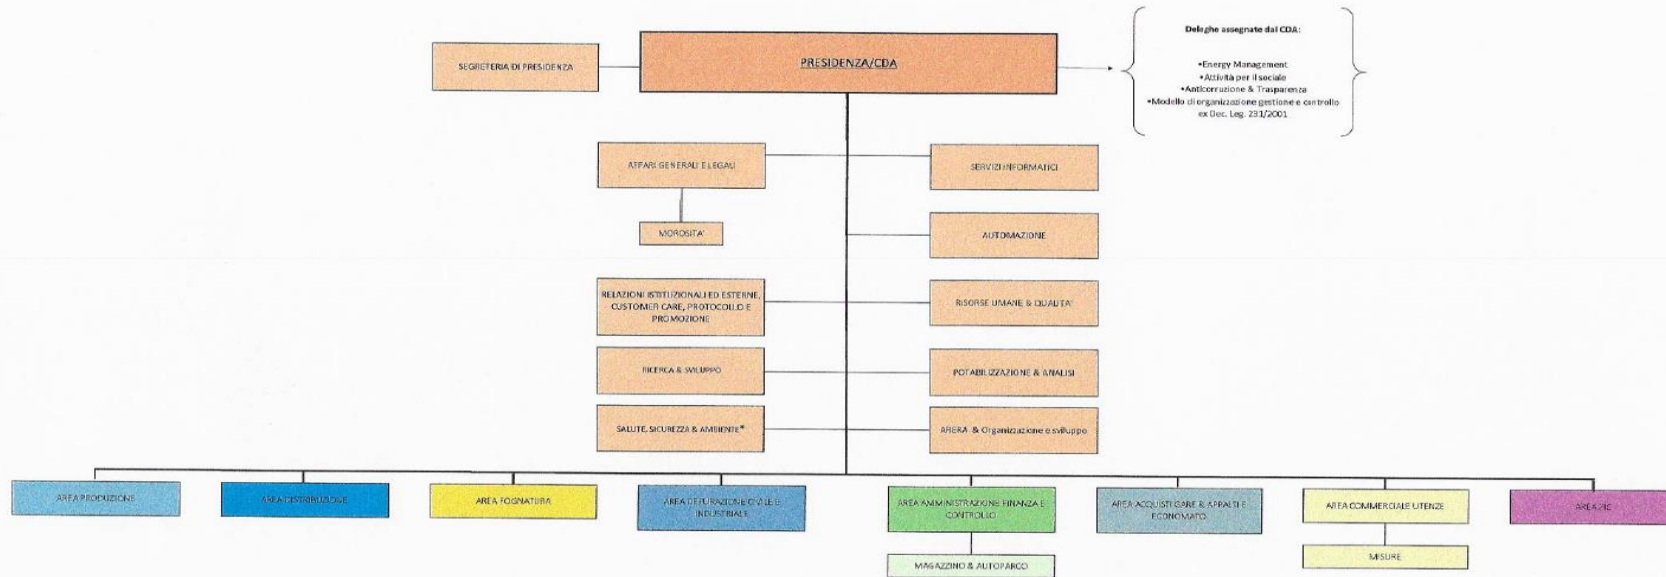 Deleghe assegnate dal CDA:
•Energy Management
•Attività per il sociale
•Anticorruzione & Trasparenza
•Modello di organizzazione gestione e controllo
ex Dec. Leg. 231/2001
SEGRETERIA DI PRESIDENZA
PRESIDENZA/CDA
AFFARI GENERALI E LEGALI
SERVIZI INFORMATICI
MOROSITA'
AUTOMAZIONE
RELAZIONI ISTITUZIONALI ED ESTERNE,
CUSTOMER CARE, PROTOCOLLO E
PROMOZIONE
RISORSE UMANE & QUALITA'
RICERCA & SVILUPPO
POTABILIZZAZIONE & ANALISI
SALUTE, SICUREZZA & AMBIENTE*
ARERA & Organizzazione e sviluppo
AREA PRODUZIONE
AREA DISTRIBUZIONE
AREA FOGNATURA
AREA DEPURAZIONE CIVILE E
INDUSTRIALE
AREA AMMINISTRAZIONE FINANZA E
CONTROLLO
AREA ACQUISTI GARE & APPALTI E
ECONOMATO
AREA COMMERCIALE UTENZE
AREA
MAGAZZINO & AUTOPARCO
MISURE